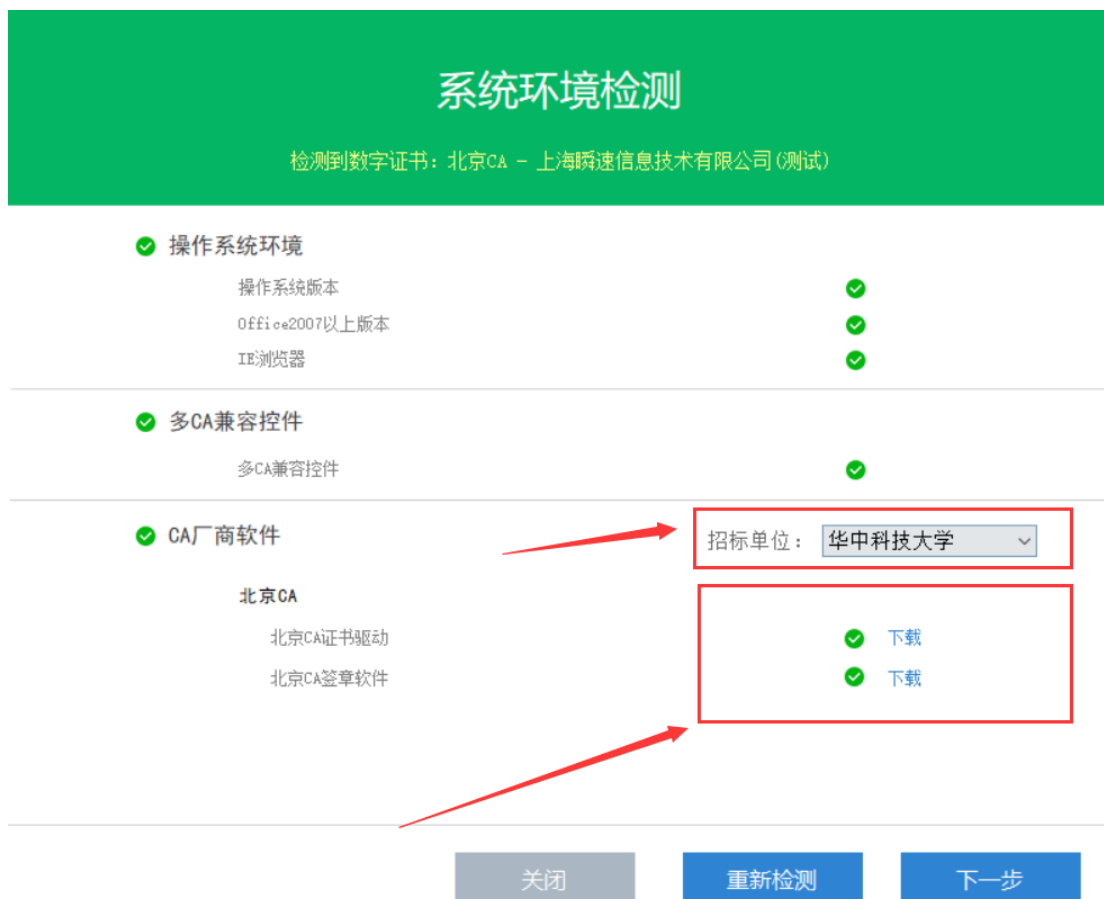 系统环境检测
检测到数字证书：北京CA - 上海瞬速信息技术有限公司(测试)
操作系统环境
操作系统版本
Office2007以上版本
IE浏览器
多CA兼容控件
多CA兼容控件
CA厂商软件
招标单位：华中科技大学
北京CA
北京CA证书驱动 下载
北京CA签章软件 下载
关闭 重新检测 下一步